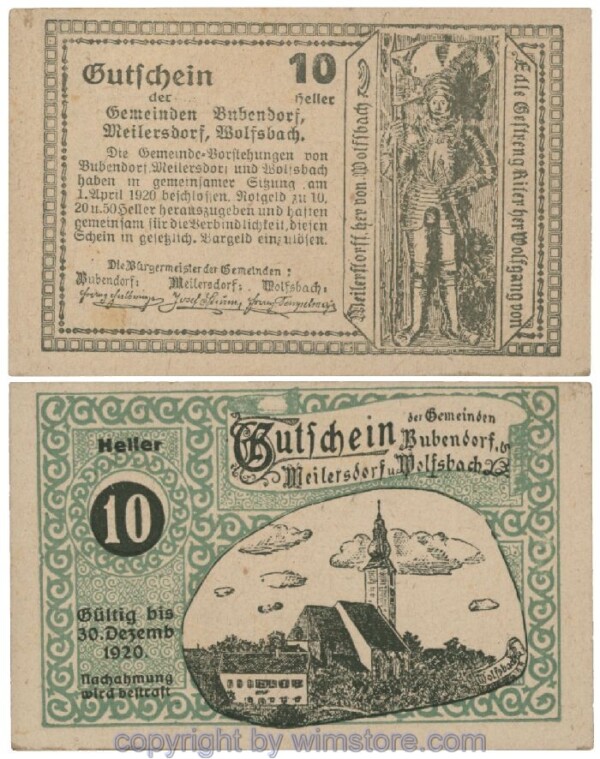 Gutschein
10
der
Heller
Gemeinden Bubendorf,
Meilersdorf, Wolfsbach.
Die Gemeinde-Vorstehungen von
Bubendorf, Meilersdorf und Wolfsbach
haben in gemeinsamer Sitzung am
1. April 1920 beschlossen, Notgeld zu 10,
20 u. 50 Heller herauszugeben und haften
gemeinsam für die Verbindlichkeit, diesen
Schein in gesetzlich. Bargeld einzulösen.
Die Bürgermeister der Gemeinden:
Bubendorf: Meilersdorf: Wolfsbach:
Meilerstorff, her von Wolffsbach
Edle Gestreng Riter her Wolfgang von
Heller
10
Gültig bis
30. Dezemb
1920.
Nachahmung
wird bestraft
Gutschein der Gemeinden
Bubendorf,
Meilersdorf u Wolfsbach
Wolfsbach
copyright by wimstore.com